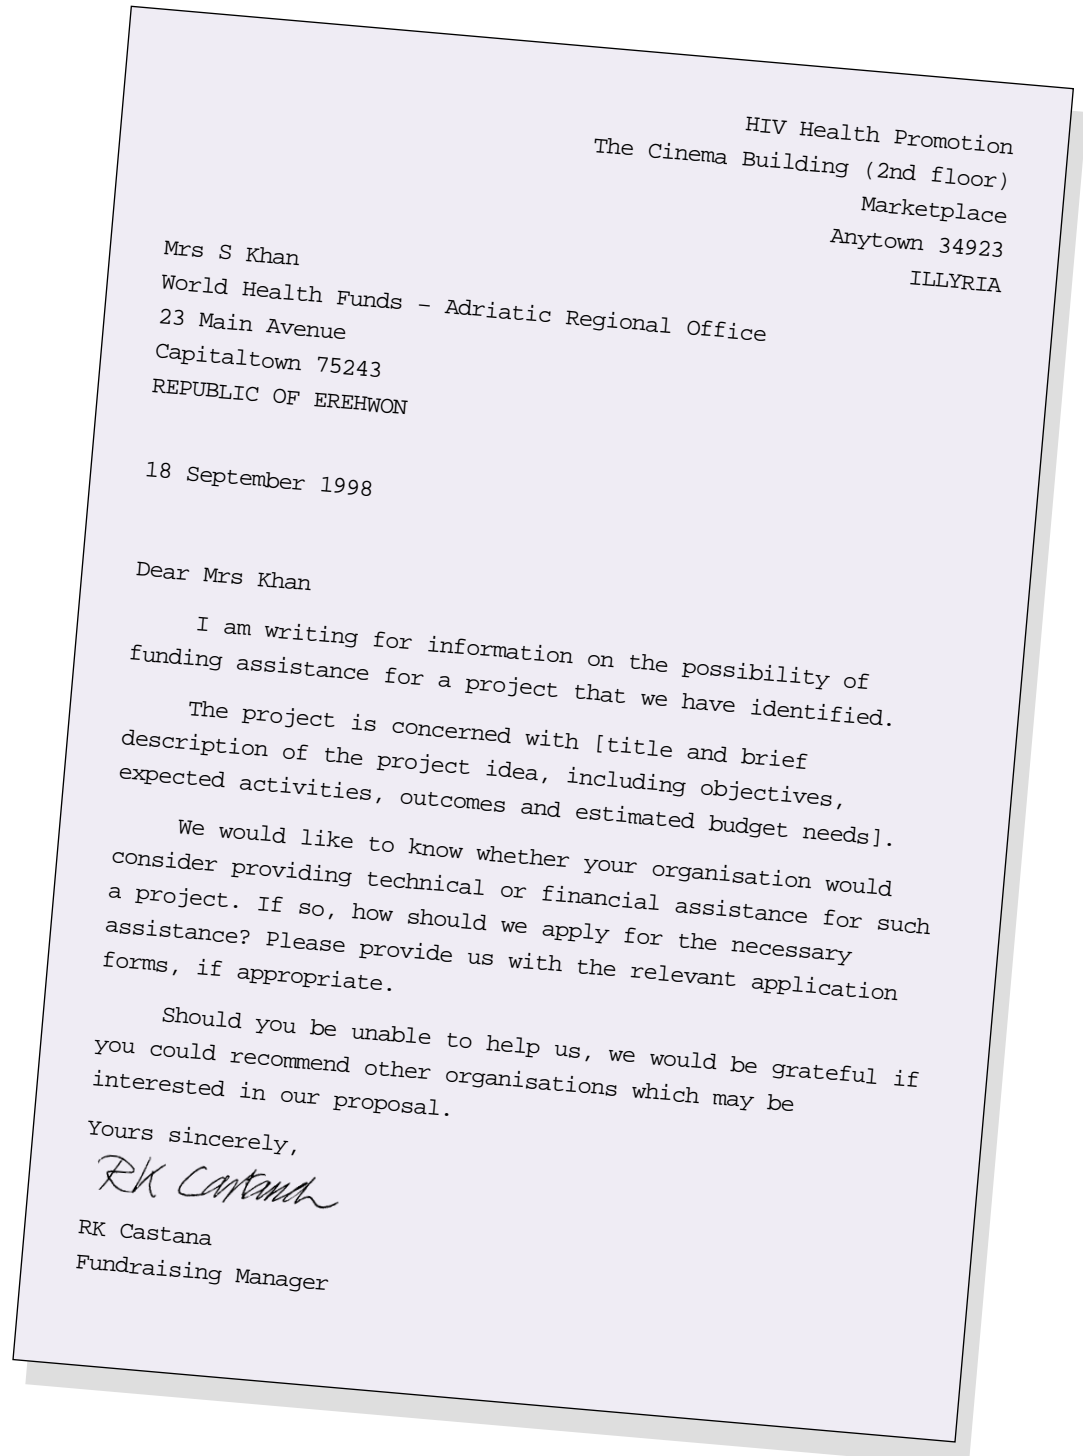 HIV Health Promotion
The Cinema Building (2nd floor)
Marketplace
Anytown 34923
ILLYRIA
Mrs S Khan
World Health Funds – Adriatic Regional Office
23 Main Avenue
Capitaltown 75243
REPUBLIC OF EREHWON
18 September 1998
Dear Mrs Khan
I am writing for information on the possibility of
funding assistance for a project that we have identified.
The project is concerned with [title and brief
description of the project idea, including objectives,
expected activities, outcomes and estimated budget needs].
We would like to know whether your organisation would
consider providing technical or financial assistance for such
a project. If so, how should we apply for the necessary
assistance? Please provide us with the relevant application
forms, if appropriate.
Should you be unable to help us, we would be grateful if
you could recommend other organisations which may be
interested in our proposal.
Yours sincerely,
RK Castana
RK Castana
Fundraising Manager